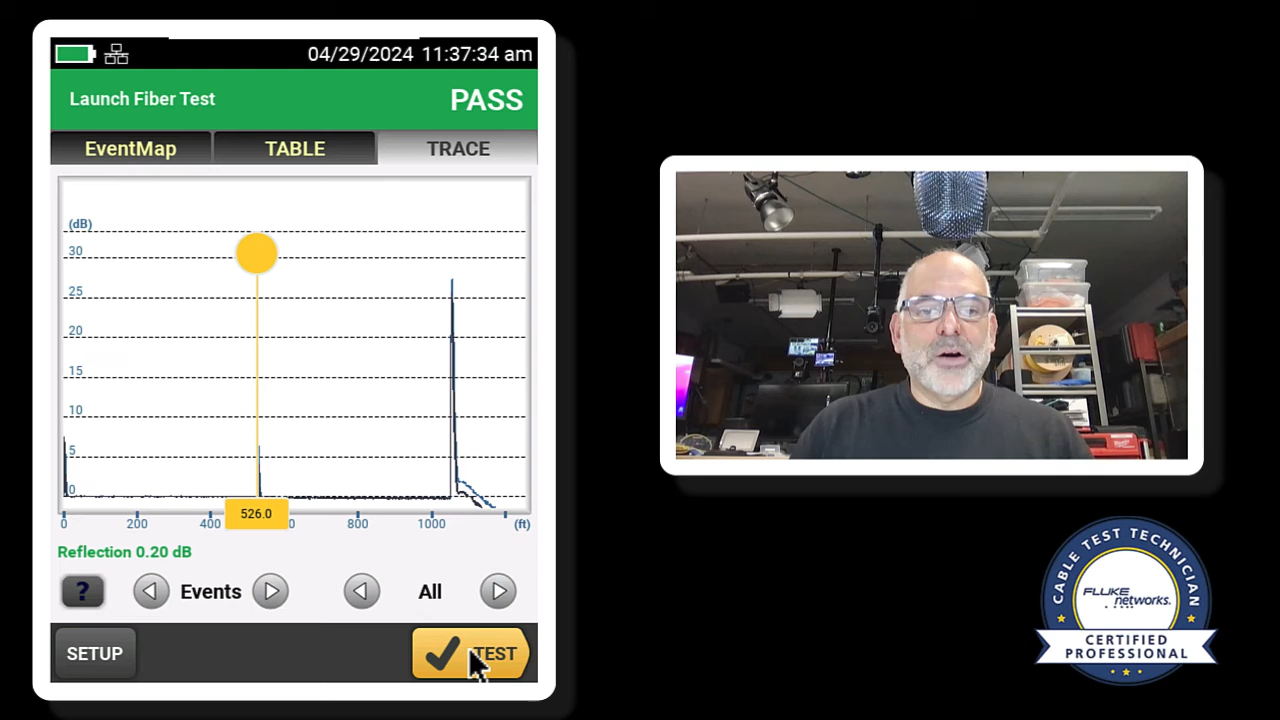 04/29/2024 11:37:34 am
Launch Fiber Test PASS
EventMap TABLE TRACE
(dB)
30
25
20
15
10
5
0
526.0
0 200 400 0 800 1000 (ft)
Reflection 0.20 dB
? Events All
SETUP TEST
CABLE TEST TECHNICIAN
FLUKE
networks.
CERTIFIED
PROFESSIONAL